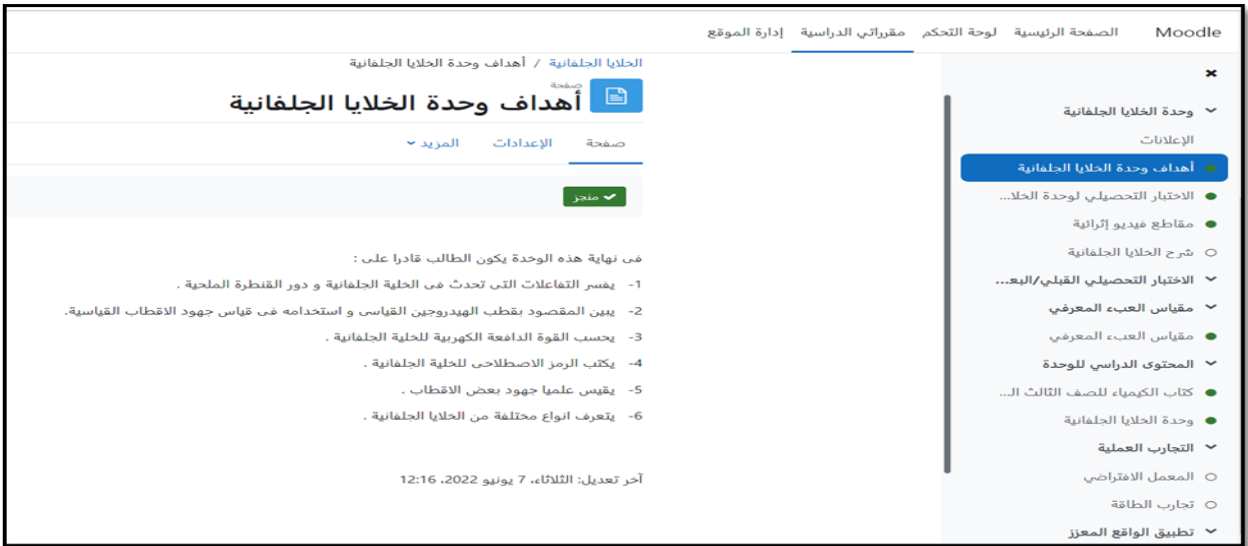 Moodle الصفحة الرئيسية لوحة التحكم مقرراتي الدراسية إدارة الموقع
وحدة الخلايا الجلفانية
الإعلانات
أهداف وحدة الخلايا الجلفانية
الاختبار التحصيلي لوحدة الخلا...
مقاطع فيديو إثرائية
شرح الخلايا الجلفانية
الاختبار التحصيلي القبلي/البع...
مقياس العبء المعرفي
مقياس العبء المعرفي
المحتوى الدراسي للوحدة
كتاب الكيمياء للصف الثالث الـ...
وحدة الخلايا الجلفانية
التجارب العملية
المعمل الافتراضي
تجارب الطاقة
تطبيق الواقع المعزز
الخلايا الجلفانية / أهداف وحدة الخلايا الجلفانية
صفحة
أهداف وحدة الخلايا الجلفانية
صفحة الإعدادات المزيد
منجز
فى نهاية هذه الوحدة يكون الطالب قادرا على :
1- يفسر التفاعلات التى تحدث فى الخلية الجلفانية و دور القنطرة الملحية .
2- يبين المقصود بقطب الهيدروجين القياسى و استخدامه فى قياس جهود الاقطاب القياسية.
3- يحسب القوة الدافعة الكهربية للخلية الجلفانية .
4- يكتب الرمز الاصطلاحى للخلية الجلفانية .
5- يقيس علميا جهود بعض الاقطاب .
6- يتعرف انواع مختلفة من الخلايا الجلفانية .
آخر تعديل: الثلاثاء، 7 يونيو 2022، 12:16